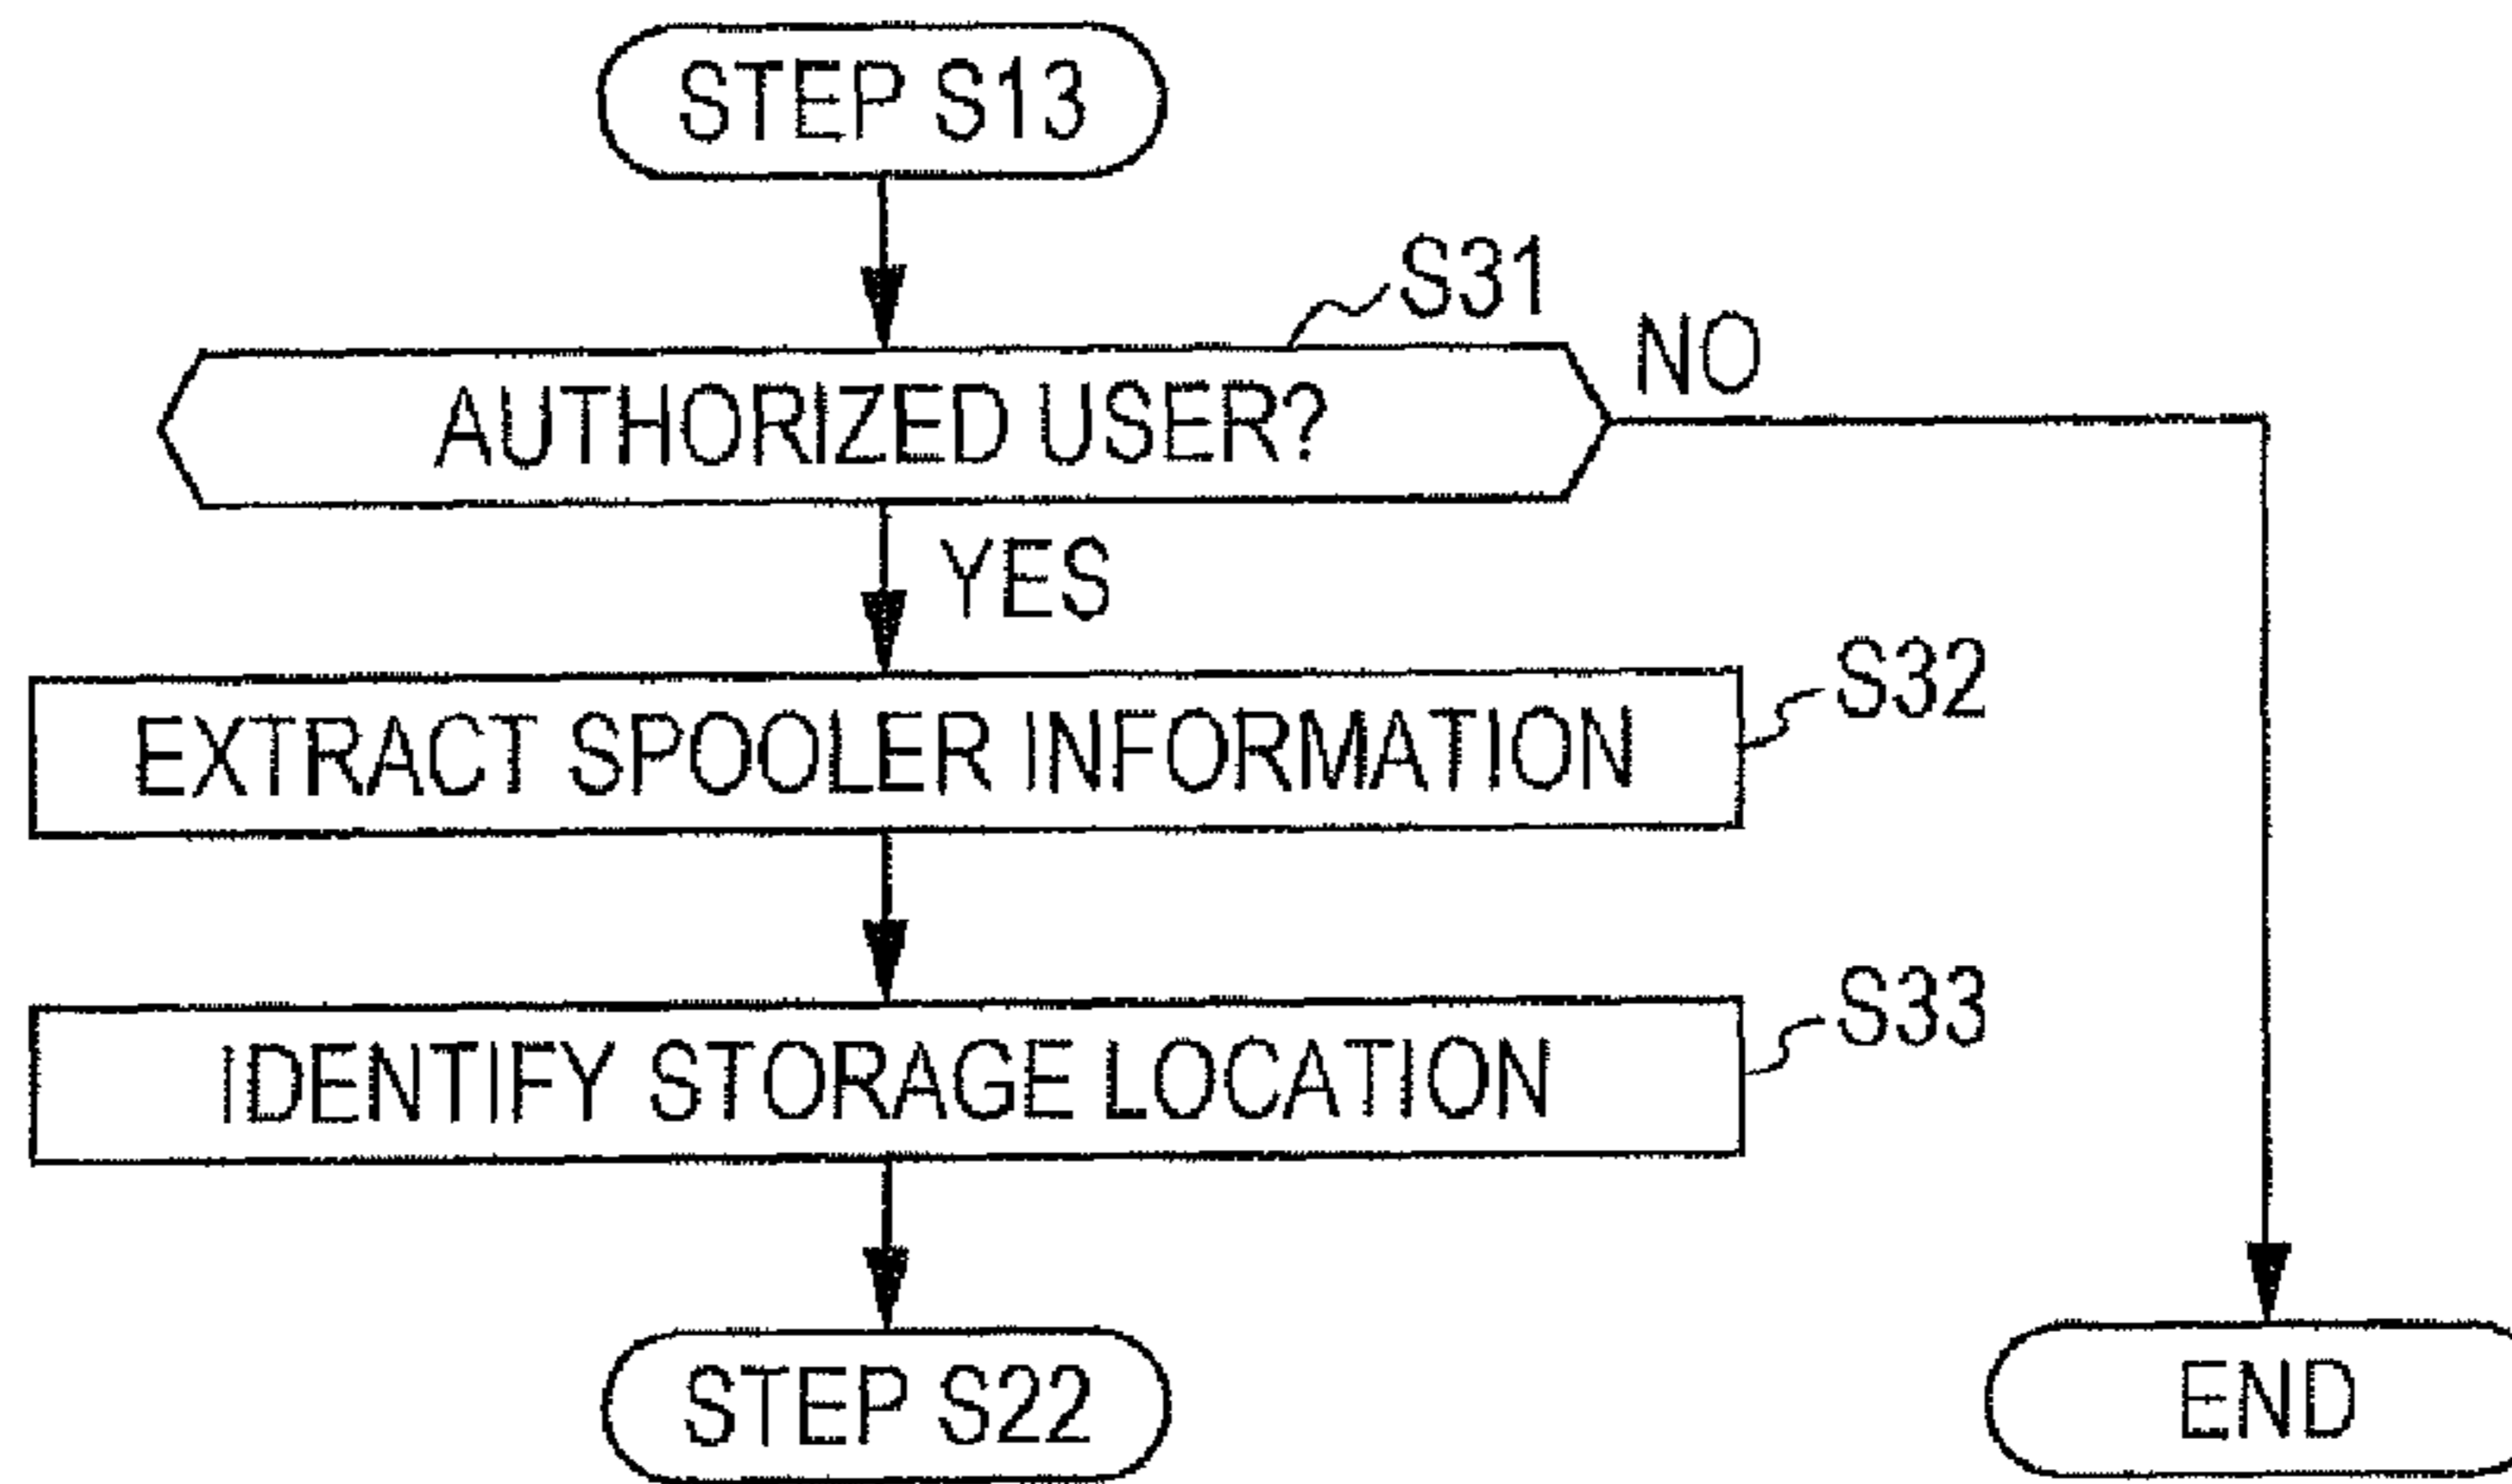 STEP S13
S31
AUTHORIZED USER?
NO
YES
S32
EXTRACT SPOOLER INFORMATION
S33
IDENTIFY STORAGE LOCATION
STEP S22
END